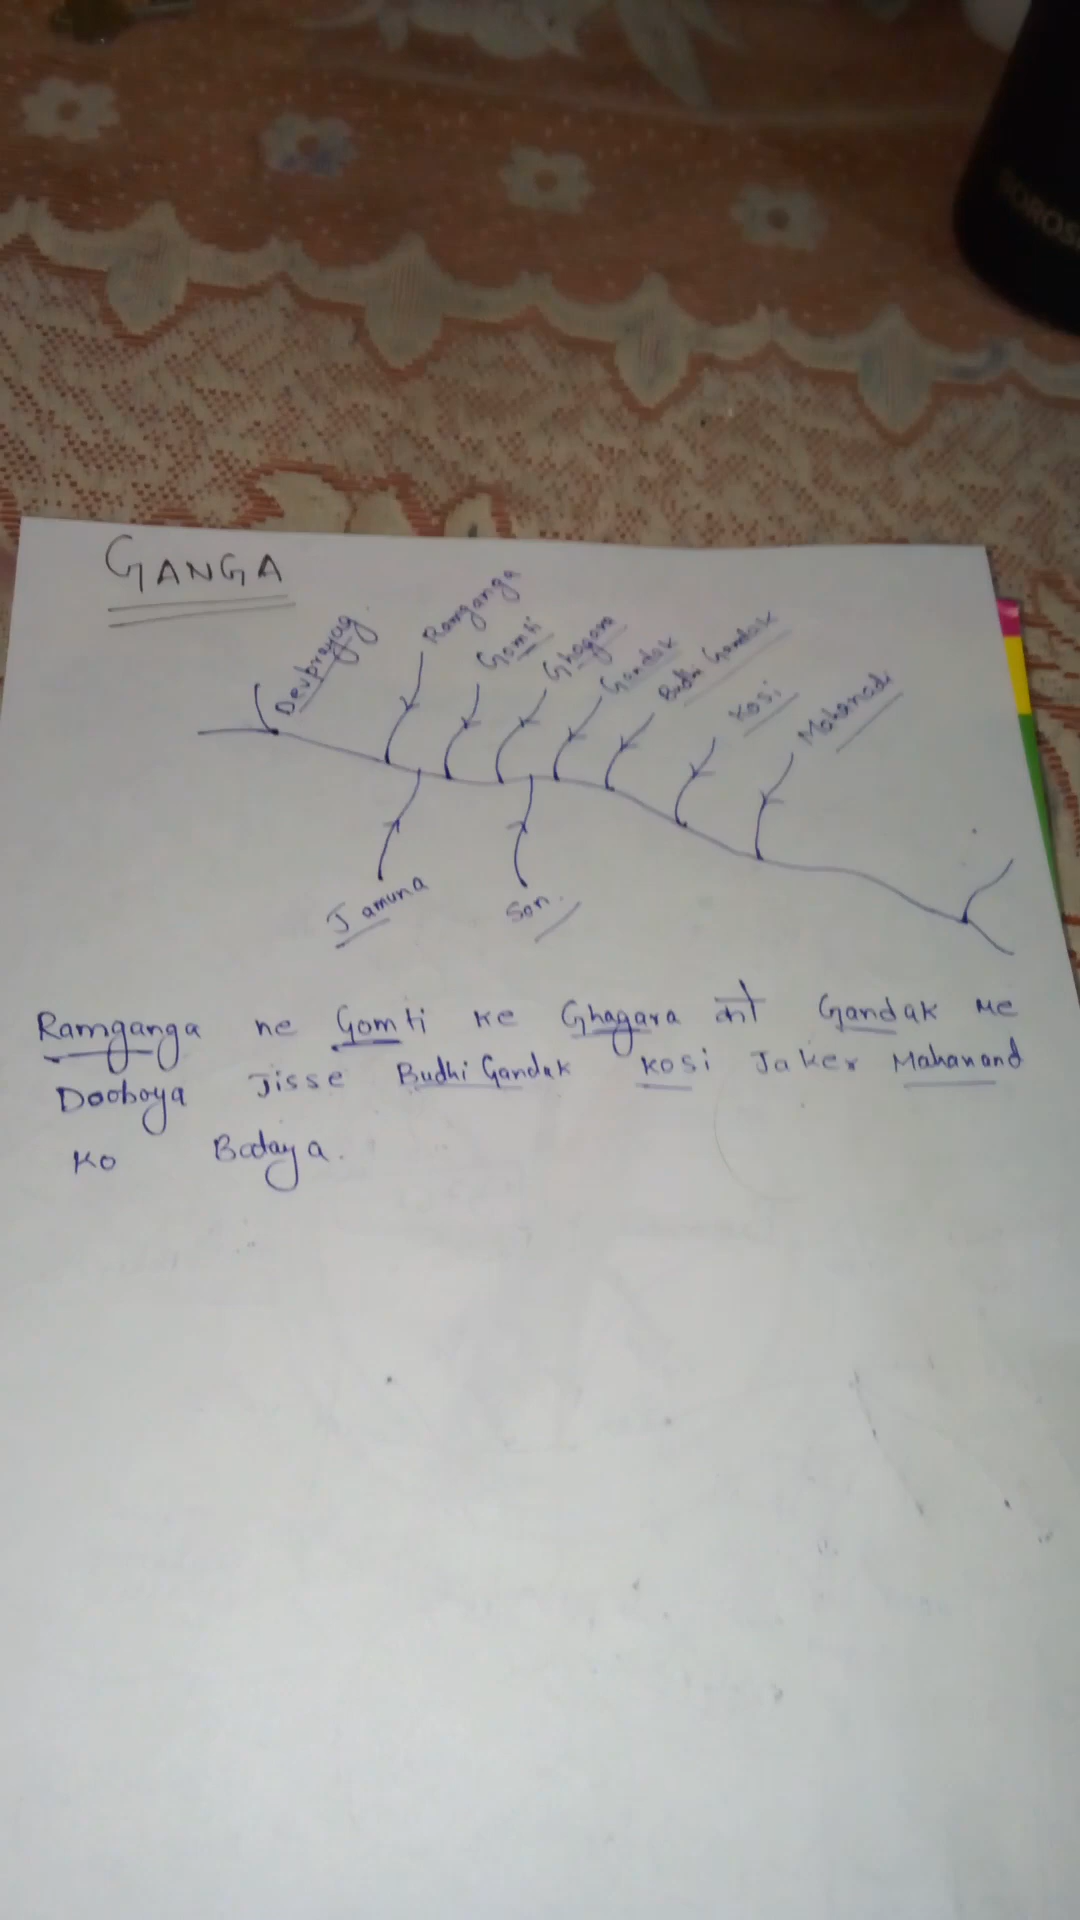 GANGA
Devprayag.
Ramganga
Gomti
Ghagara
Gandak
Budhi Gandak
Kosi
Mahanadi
Jamuna
Son.
Ramganga ne Gomti ke Ghagara को Gandak me
Dooboya Jisse Budhi Gandak Kosi Jaker Mahanand
Ko Badaya.